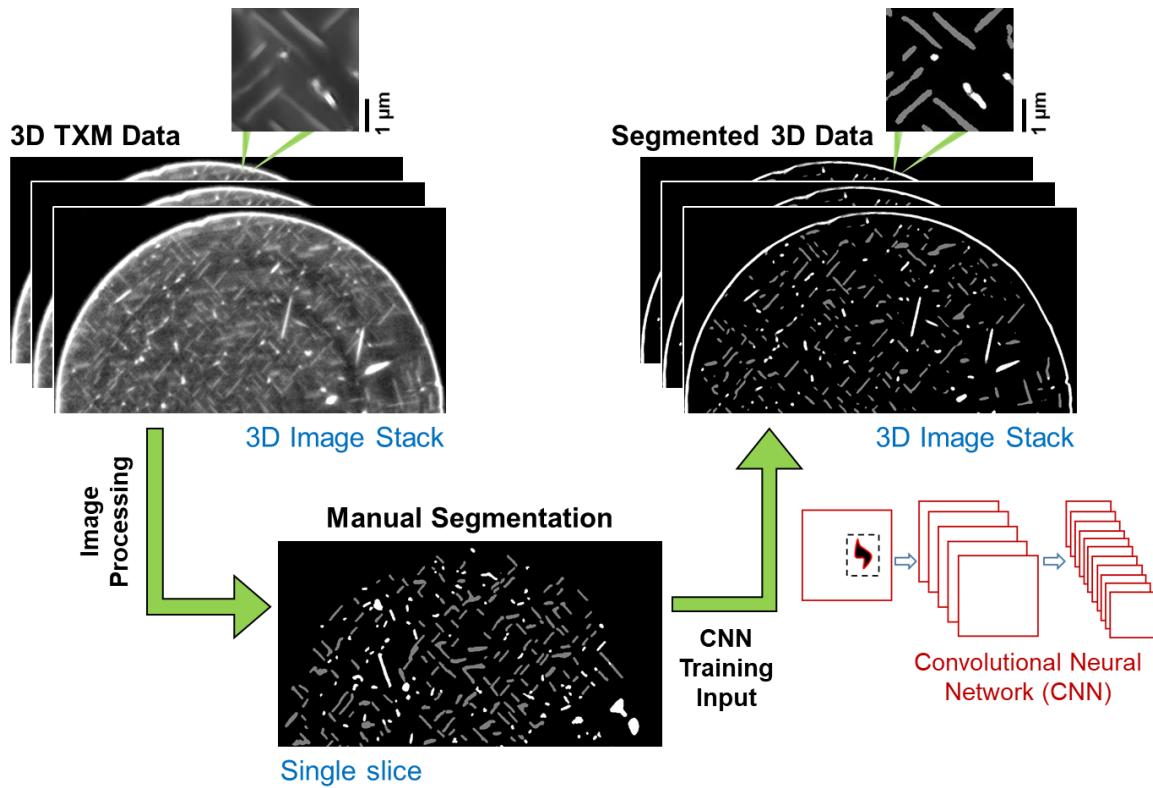 1 µm
1 µm
3D TXM Data
Segmented 3D Data
3D Image Stack
3D Image Stack
Image
Processing
Manual Segmentation
CNN
Training
Input
Convolutional Neural
Network (CNN)
Single slice